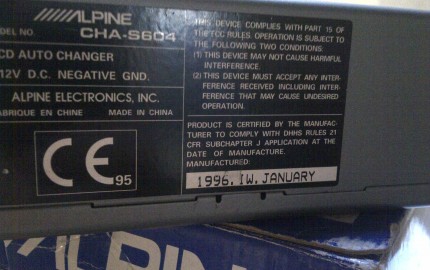 /////ALPINE
DEL NO. CHA-S604
CD AUTO CHANGER
12V D.C. NEGATIVE GND.
ALPINE ELECTRONICS, INC.
ABRIQUE EN CHINE MADE IN CHINA
CE 95
THIS DEVICE COMPLIES WITH PART 15 OF
THE FCC RULES OPERATION IS SUBJECT TO
THE FOLLOWING TWO CONDITIONS
(1) THIS DEVICE MAY NOT CAUSE HARMFUL
INTERFERENCE.
(2) THIS DEVICE MUST ACCEPT ANY INTER-
FERENCE RECEIVED INCLUDING INTER-
FERENCE THAT MAY CAUSE UNDESIRED
OPERATION.
PRODUCT IS CERTIFIED BY THE MANUFAC-
TURER TO COMPLY WITH DHHS RULES 21
CFR SUBCHAPTER J APPLICATION AT THE
DATE OF MANUFACTURE.
MANUFACTURED:
1996. IW. JANUARY
ALPIN